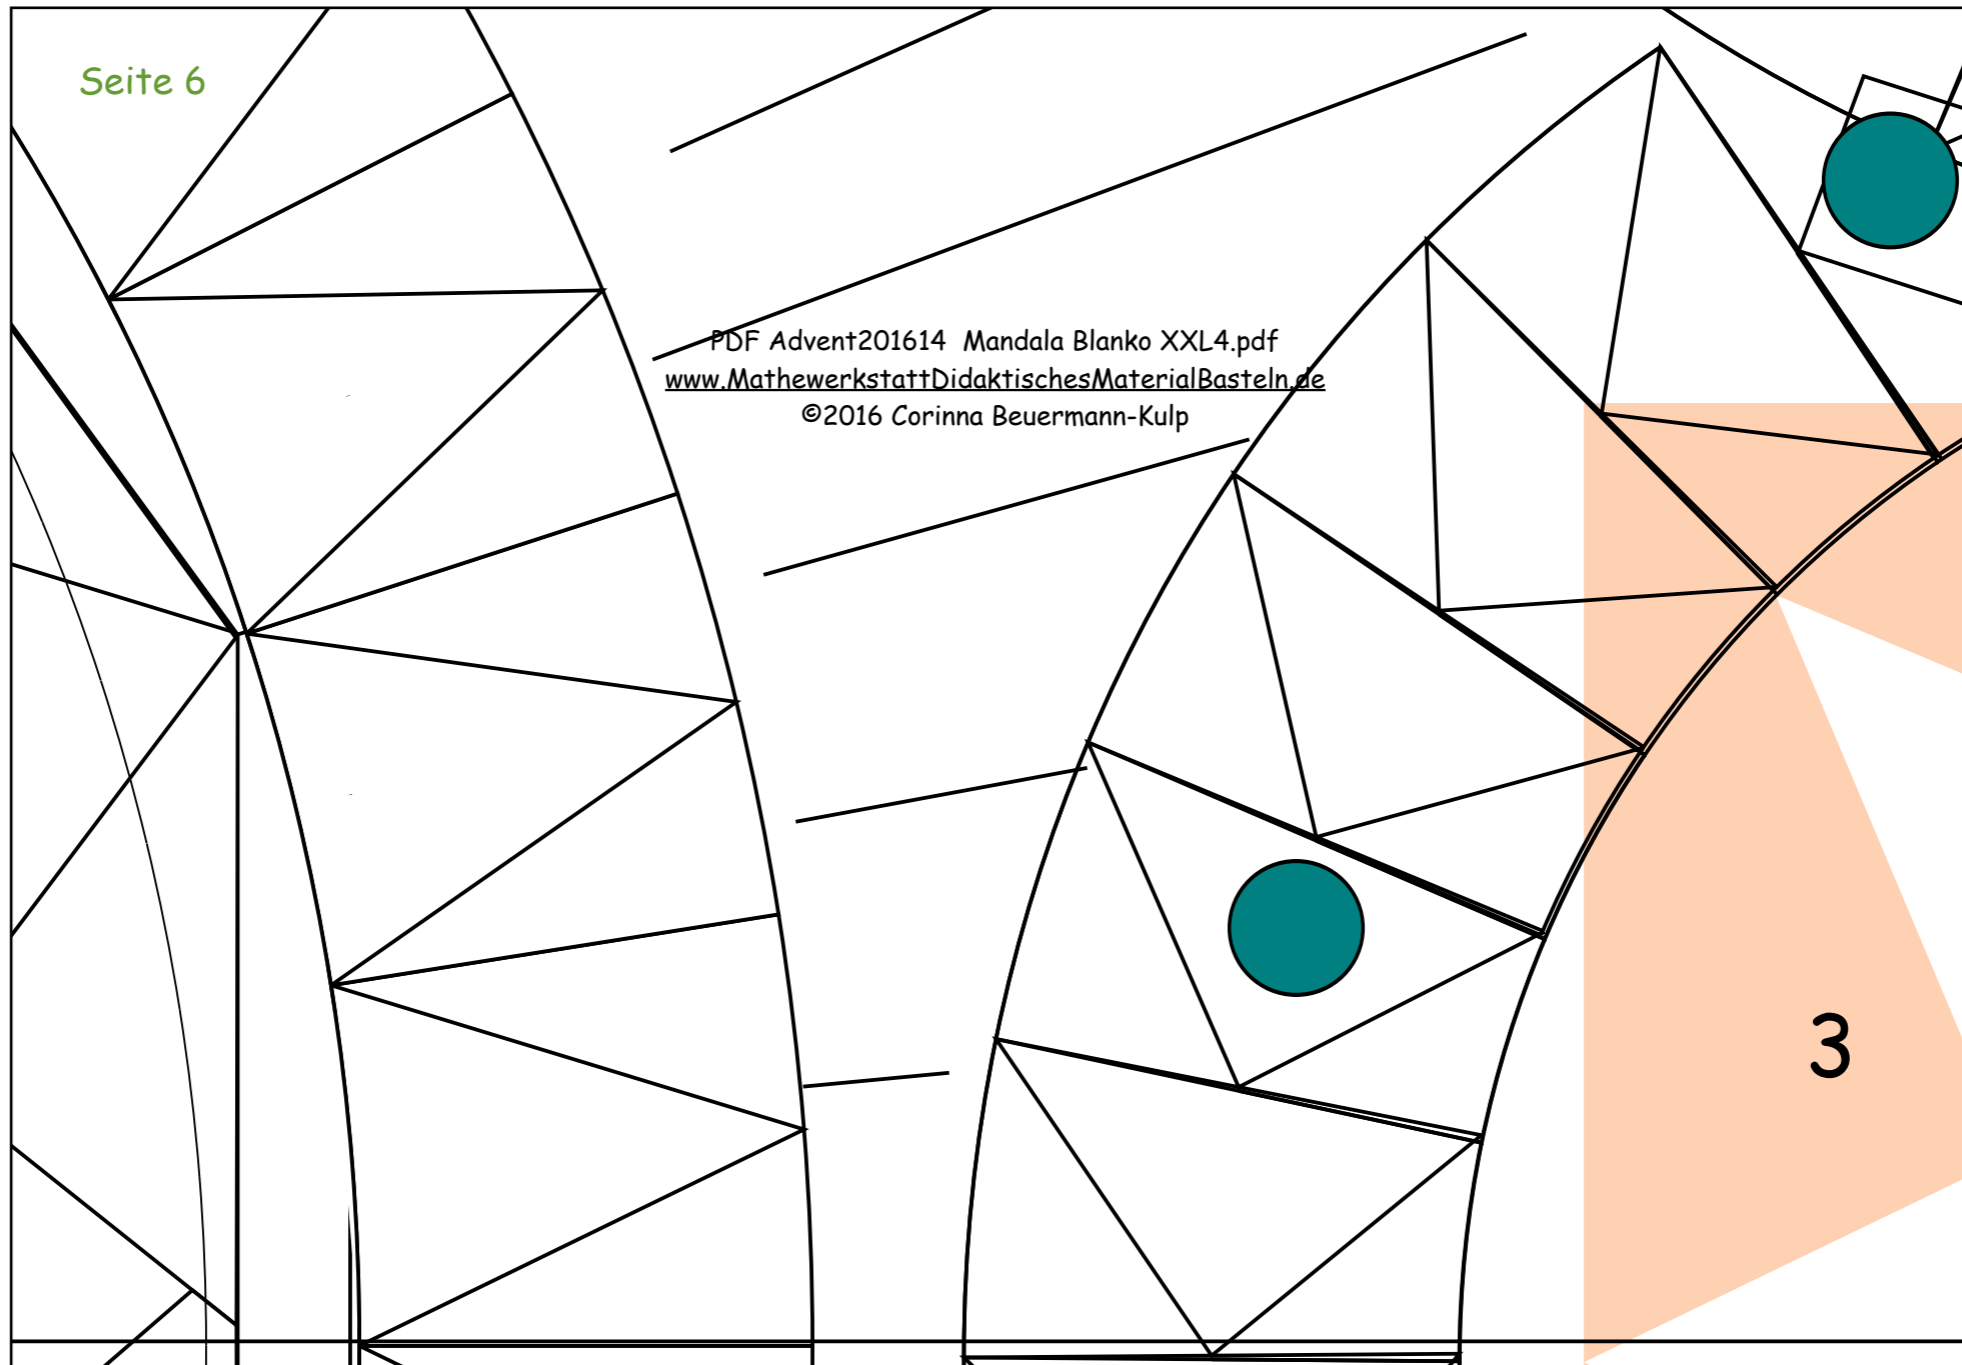 Seite 6
PDF Advent201614  Mandala Blanko XXL4.pdf
www.MathewerkstattDidaktischesMaterialBasteln.de
©2016 Corinna Beuermann-Kulp
3